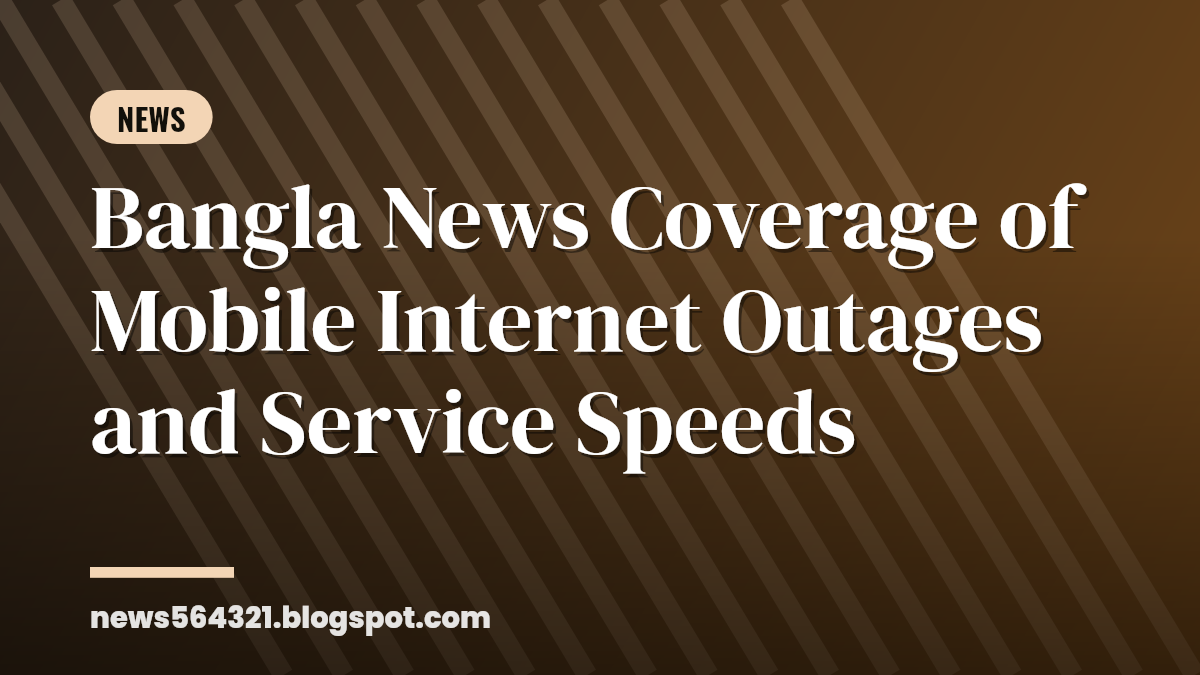 NEWS
Bangla News Coverage of
Mobile Internet Outages
and Service Speeds
news564321.blogspot.com